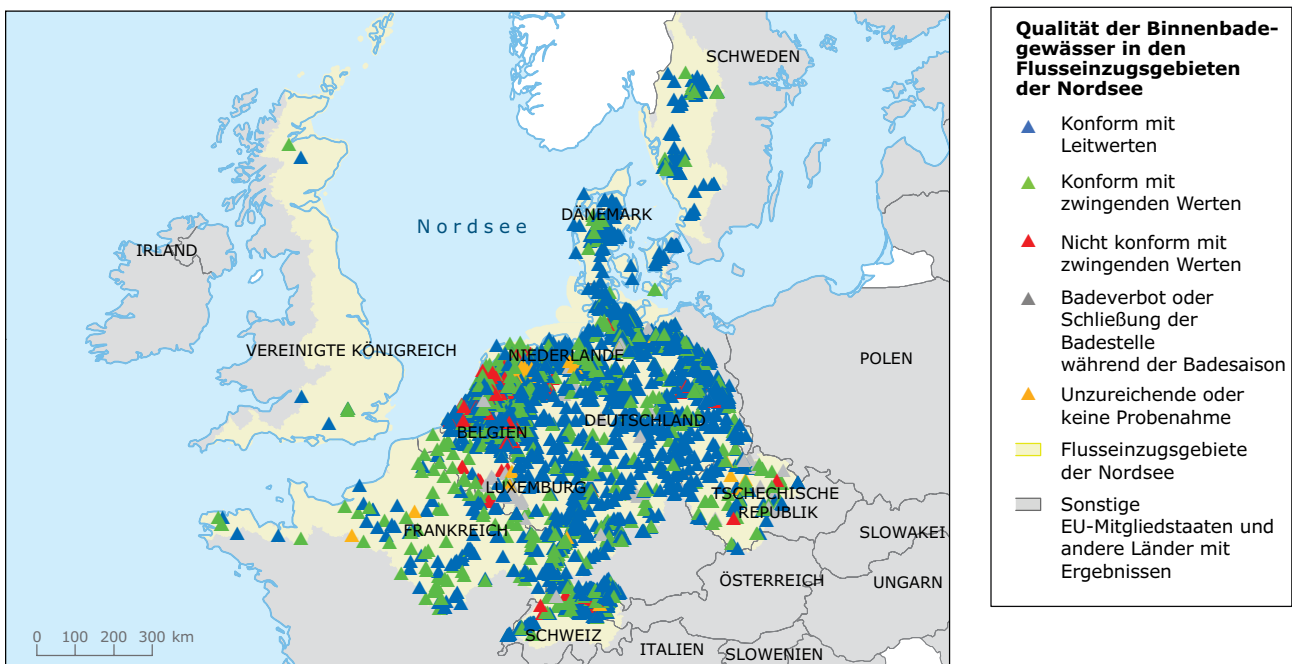 SCHWEDEN
DÄNEMARK
Nordsee
IRLAND
VEREINIGTE KÖNIGREICH
NIEDERLANDE
POLEN
DEUTSCHLAND
BELGIEN
LUXEMBURG
TSCHECHISCHE
REPUBLIK
FRANKREICH
SLOWAKEI
ÖSTERREICH
UNGARN
SCHWEIZ
ITALIEN
SLOWENIEN
0 100 200 300 km
Qualität der Binnenbade-
gewässer in den
Flusseinzugsgebieten
der Nordsee
Konform mit
Leitwerten
Konform mit
zwingenden Werten
Nicht konform mit
zwingenden Werten
Badeverbot oder
Schließung der
Badestelle
während der Badesaison
Unzureichende oder
keine Probenahme
Flusseinzugsgebiete
der Nordsee
Sonstige
EU-Mitgliedstaaten und
andere Länder mit
Ergebnissen